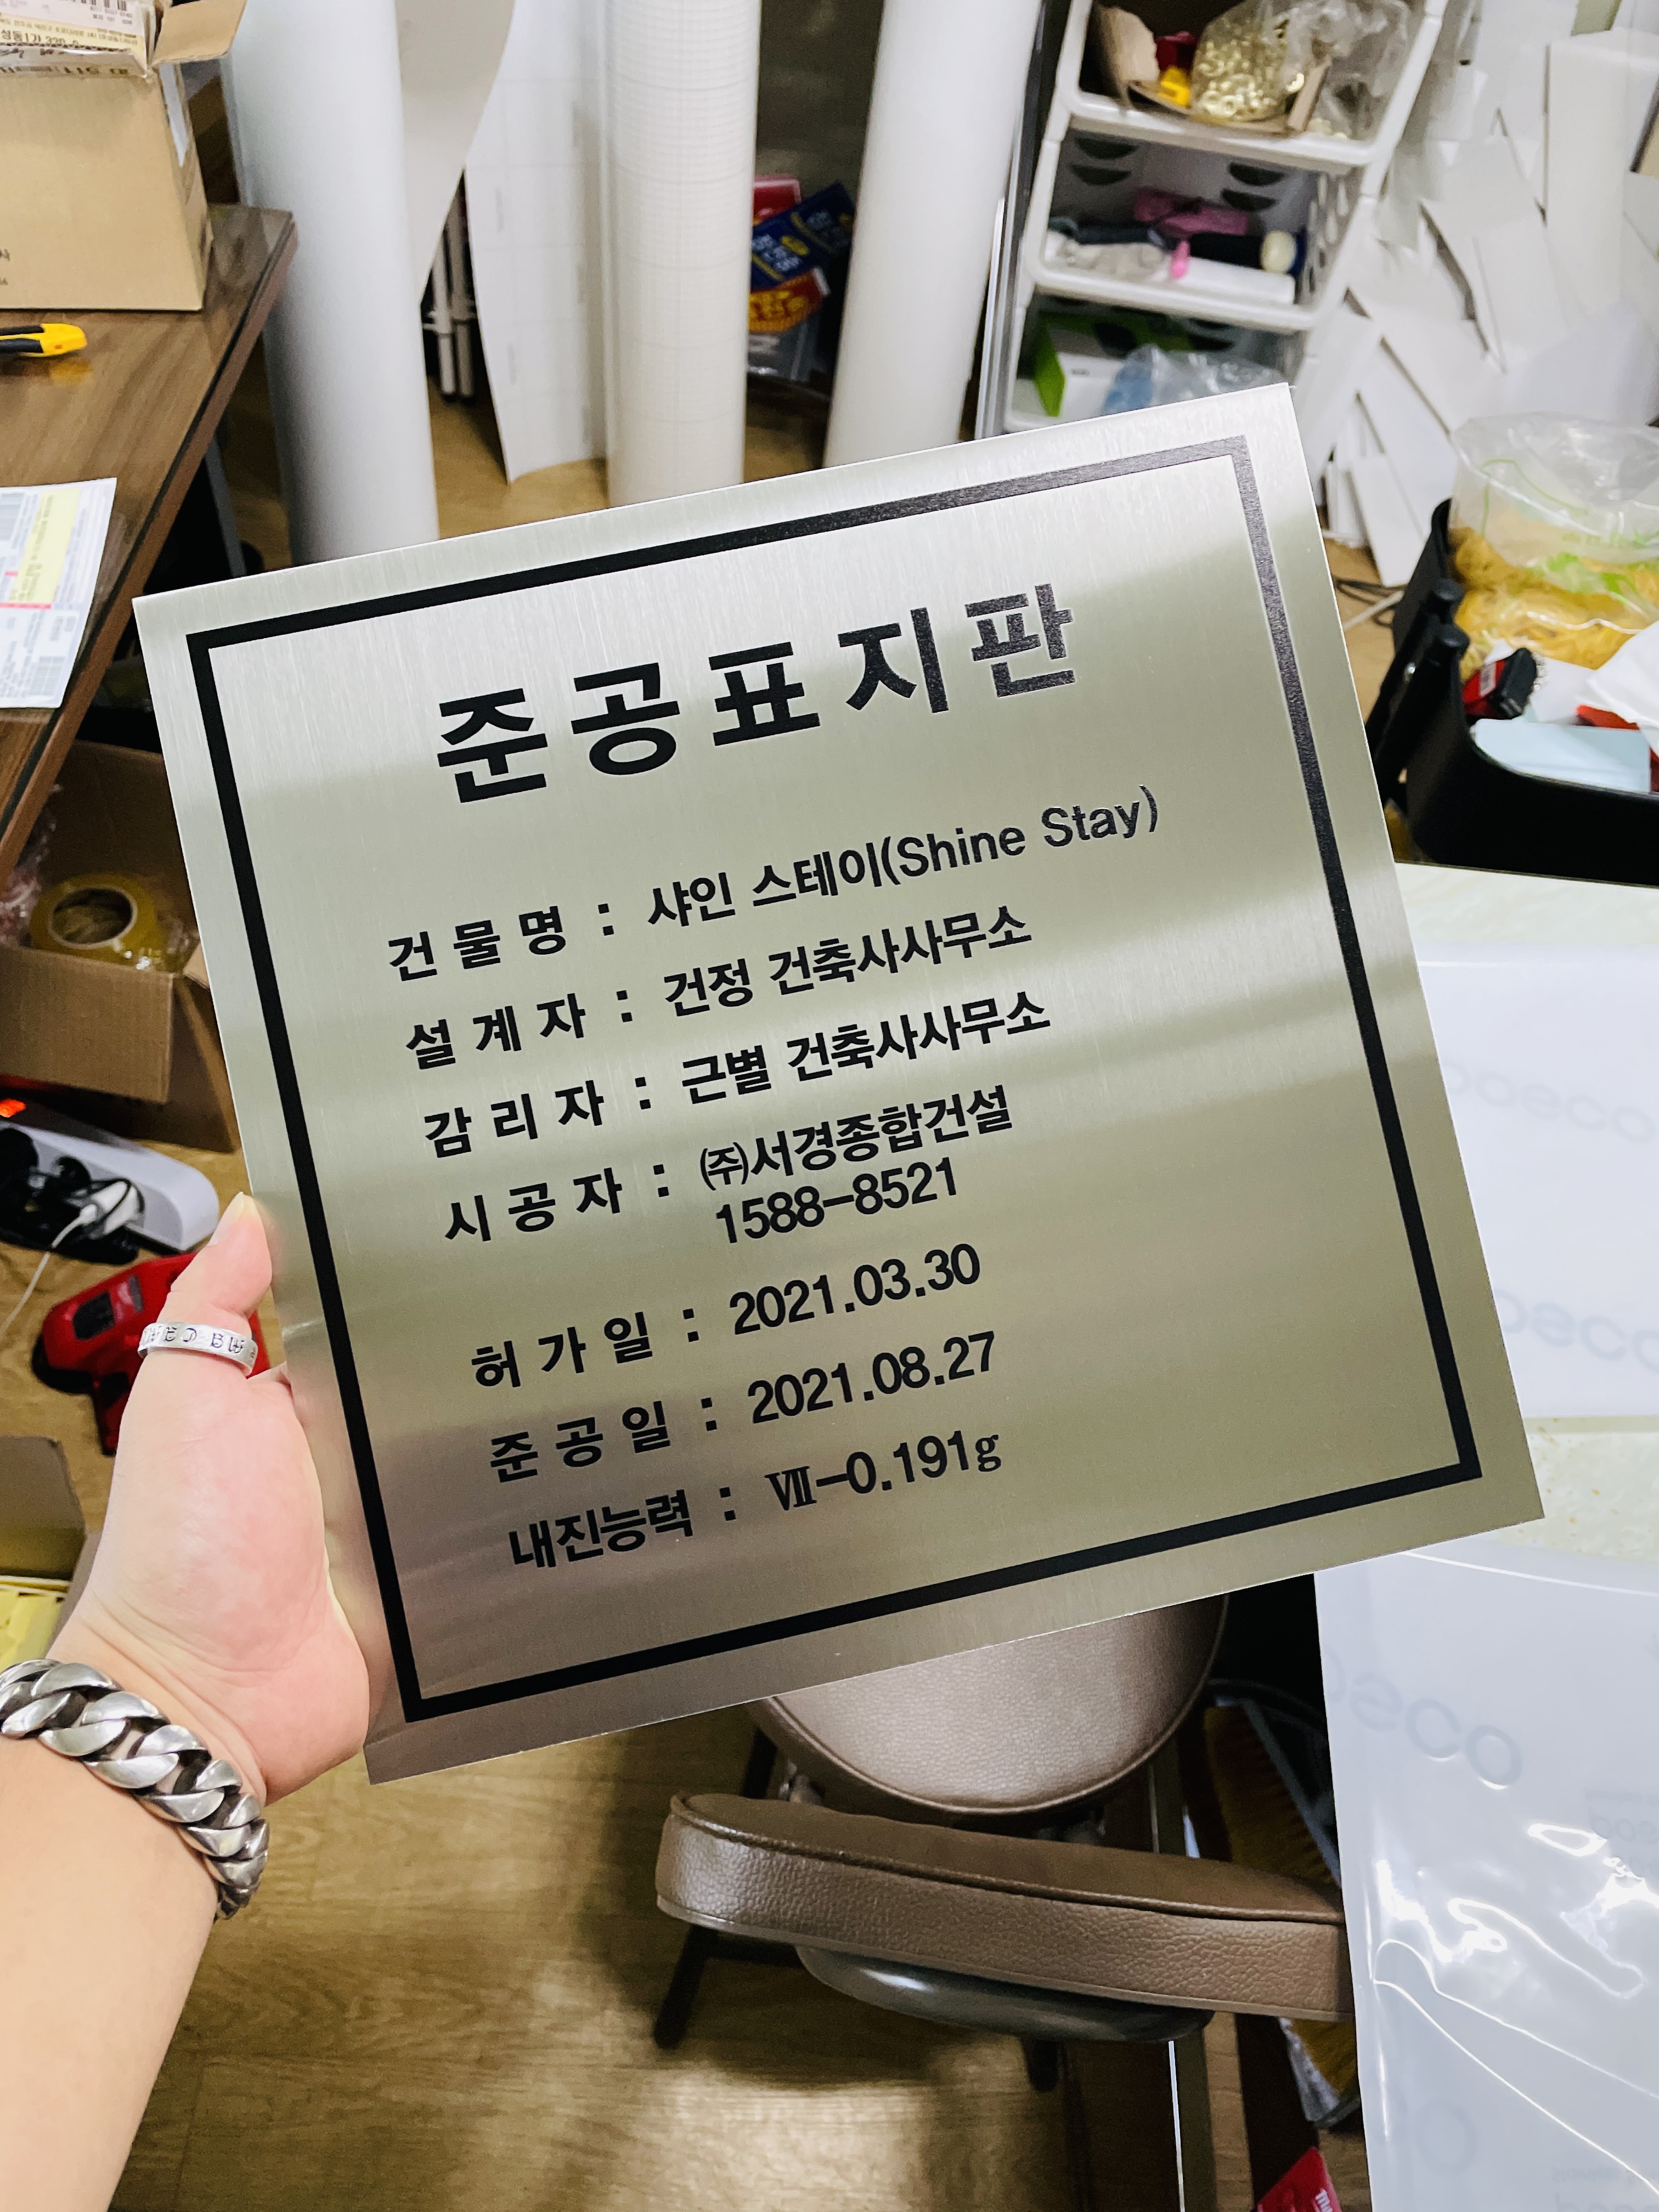 준공표지판
건물명 : 샤인 스테이(Shine Stay)
설계자 : 건정 건축사사무소
감리자 : 근별 건축사사무소
시공자 : ㈜서경종합건설
1588-8521
허가일 : 2021.03.30
준공일 : 2021.08.27
내진능력 : Ⅶ-0.191g